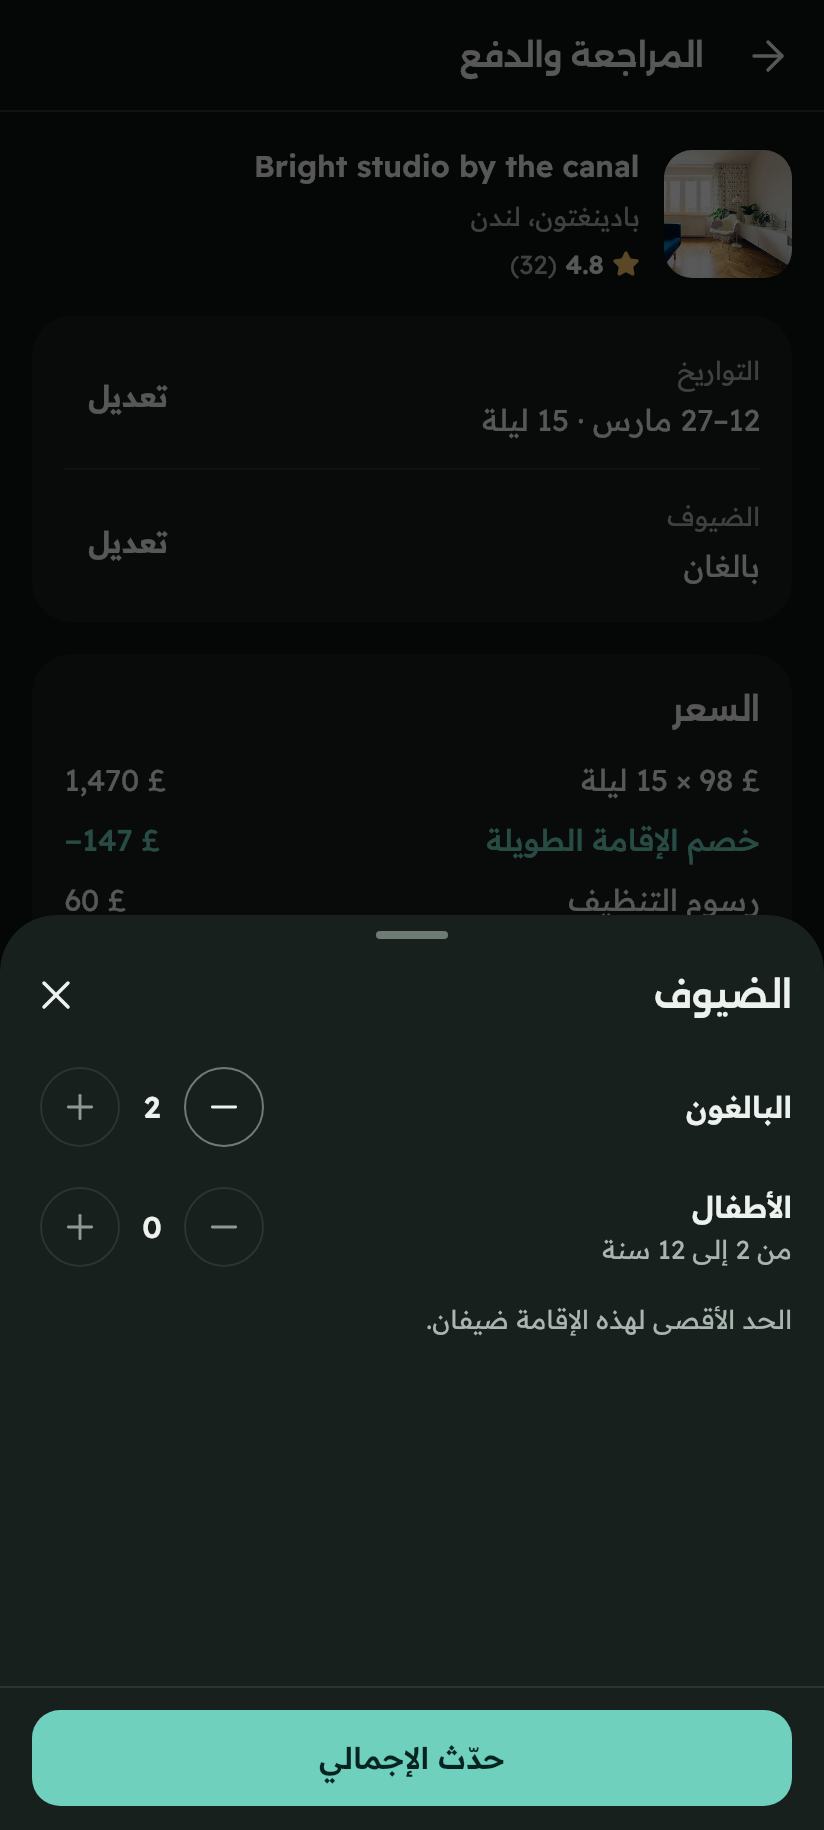 المراجعة والدفع
Bright studio by the canal
بادينغتون، لندن
4.8 (32)
التواريخ
12–27 مارس · 15 ليلة
تعديل
الضيوف
بالغان
تعديل
السعر
£ 98 × 15 ليلة
£ 1,470
خصم الإقامة الطويلة
−147 £
رسوم التنظيف
£ 60
الضيوف
البالغون
2
الأطفال
من 2 إلى 12 سنة
0
الحد الأقصى لهذه الإقامة ضيفان.
حدّث الإجمالي